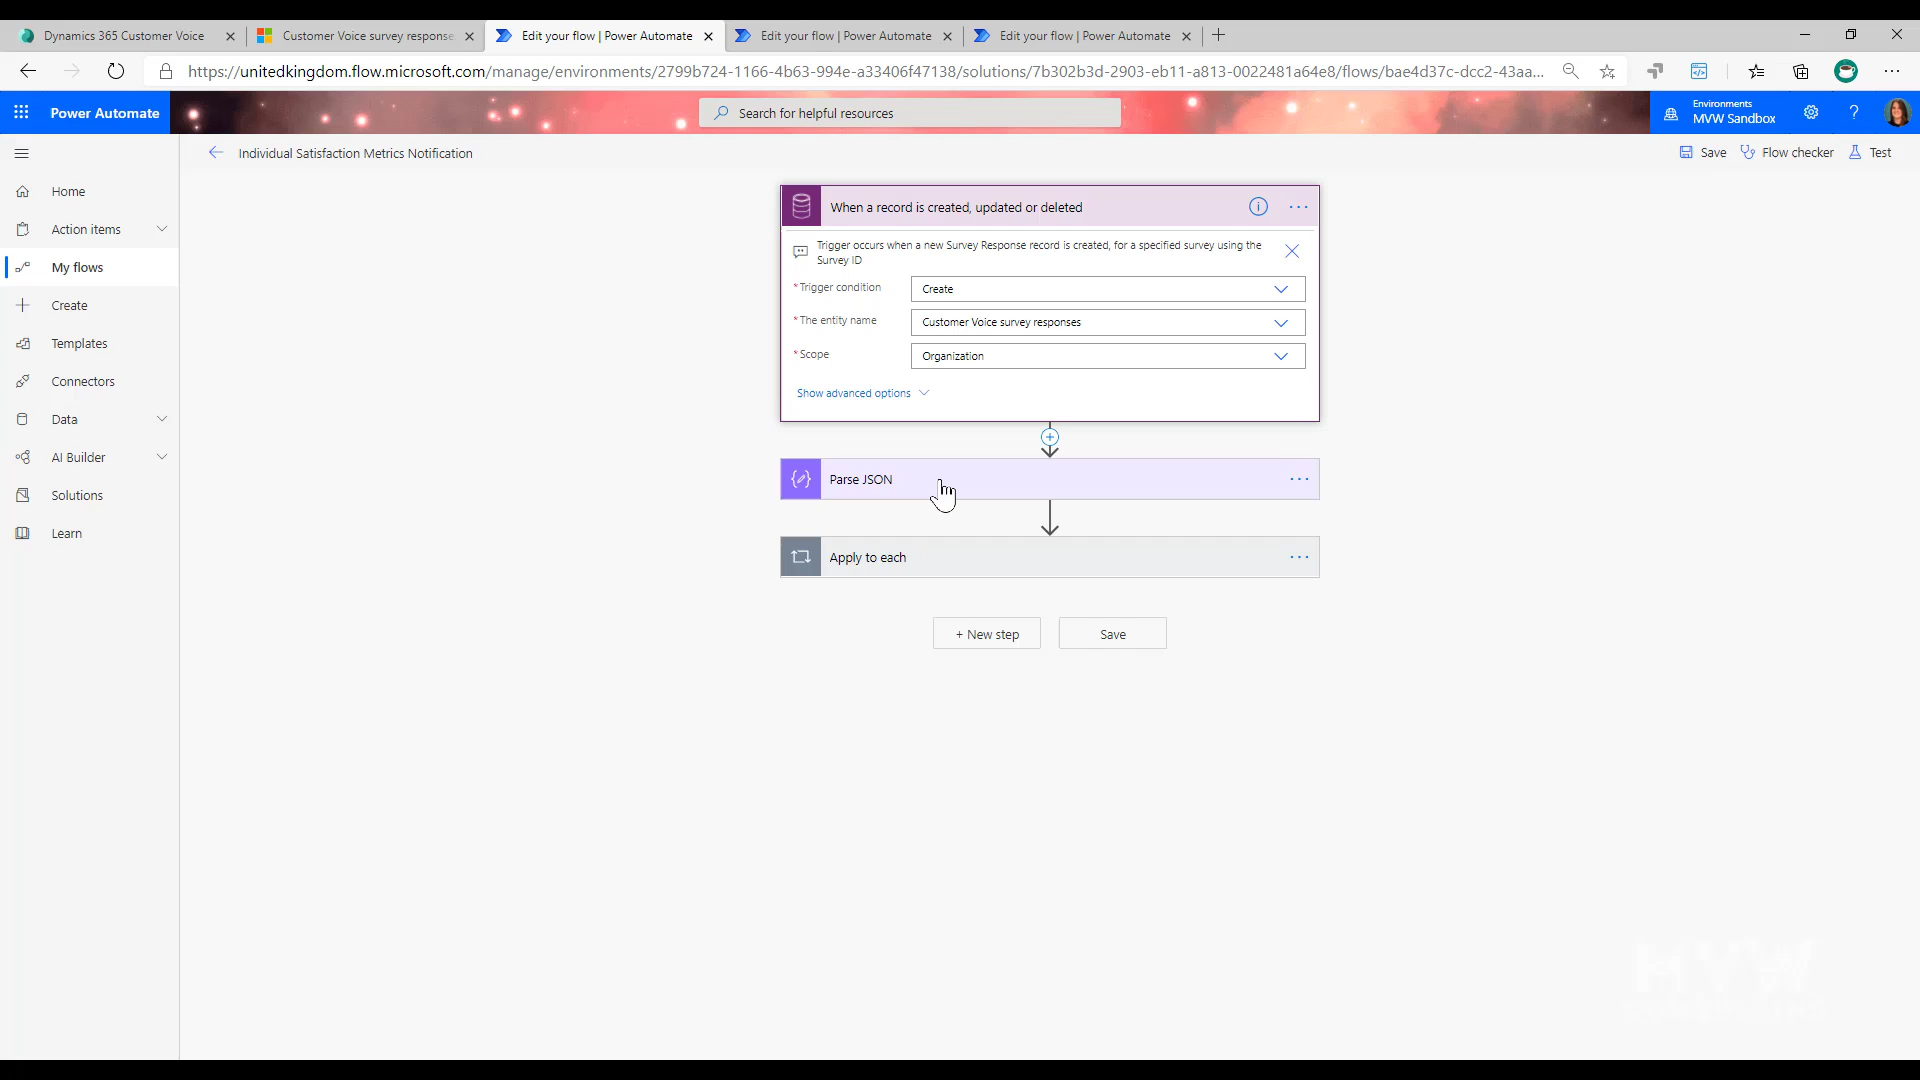 Dynamics 365 Customer Voice
Customer Voice survey response
Edit your flow | Power Automate
Edit your flow | Power Automate
Edit your flow | Power Automate
https://unitedkingdom.flow.microsoft.com/manage/environments/2799b724-1166-4b63-994e-a33406f47138/solutions/7b302b3d-2903-eb11-a813-0022481a64e8/flows/bae4d37c-dcc2-43aa...
Power Automate
Search for helpful resources
Environments
MVW Sandbox
Individual Satisfaction Metrics Notification
Save
Flow checker
Test
Home
Action items
My flows
Create
Templates
Connectors
Data
AI Builder
Solutions
Learn
When a record is created, updated or deleted
Trigger occurs when a new Survey Response record is created, for a specified survey using the
Survey ID
* Trigger condition
Create
* The entity name
Customer Voice survey responses
* Scope
Organization
Show advanced options
Parse JSON
Apply to each
+ New step
Save